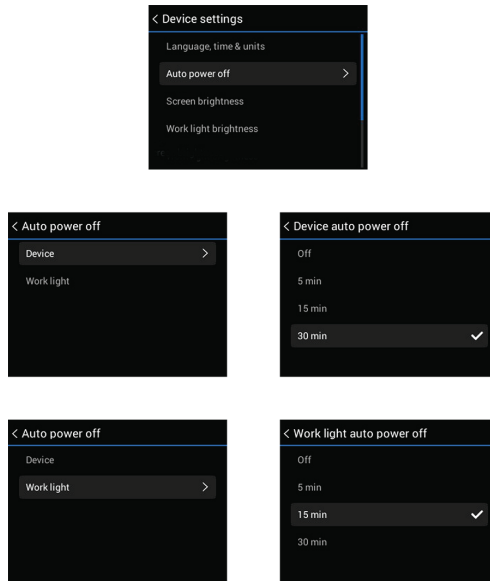 Device settings
Language, time & units
Auto power off
Screen brightness
Work light brightness
Auto power off
Device
Work light
Device auto power off
Off
5 min
15 min
30 min
Auto power off
Device
Work light
Work light auto power off
Off
5 min
15 min
30 min